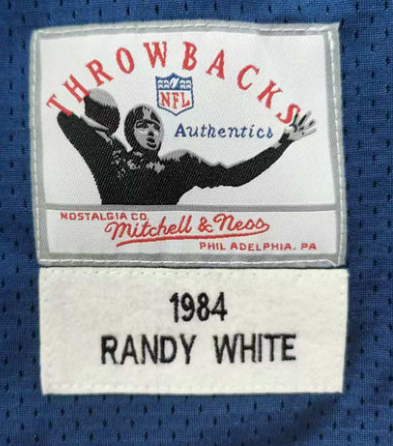 THROWBACKS
NFL
Authentics
NOSTALGIA CO.
Mitchell & Ness
PHILADELPHIA, PA
1984
RANDY WHITE